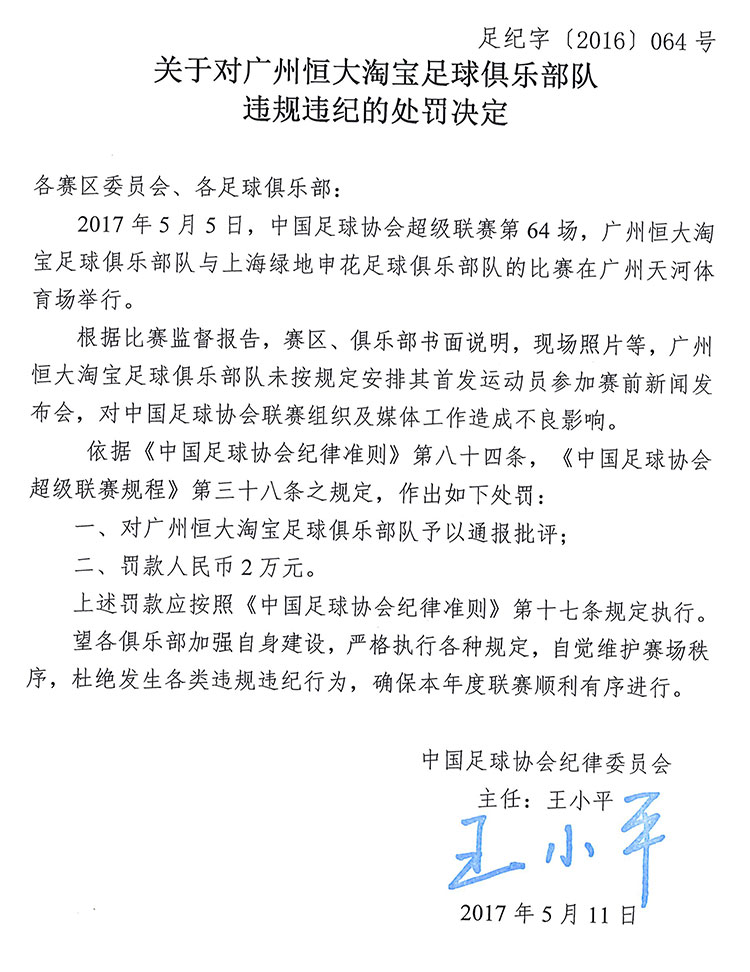 足纪字〔2016〕064 号
关于对广州恒大淘宝足球俱乐部队
违规违纪的处罚决定
各赛区委员会、各足球俱乐部：
2017 年 5 月 5 日，中国足球协会超级联赛第 64 场，广州恒大淘
宝足球俱乐部队与上海绿地申花足球俱乐部队的比赛在广州天河体
育场举行。
根据比赛监督报告，赛区、俱乐部书面说明，现场照片等，广州
恒大淘宝足球俱乐部队未按规定安排其首发运动员参加赛前新闻发
布会，对中国足球协会联赛组织及媒体工作造成不良影响。
依据《中国足球协会纪律准则》第八十四条，《中国足球协会
超级联赛规程》第三十八条之规定，作出如下处罚：
一、对广州恒大淘宝足球俱乐部队予以通报批评；
二、罚款人民币 2 万元。
上述罚款应按照《中国足球协会纪律准则》第十七条规定执行。
望各俱乐部加强自身建设，严格执行各种规定，自觉维护赛场秩
序，杜绝发生各类违规违纪行为，确保本年度联赛顺利有序进行。
中国足球协会纪律委员会
主任：王小平
王小平
2017 年 5 月 11 日